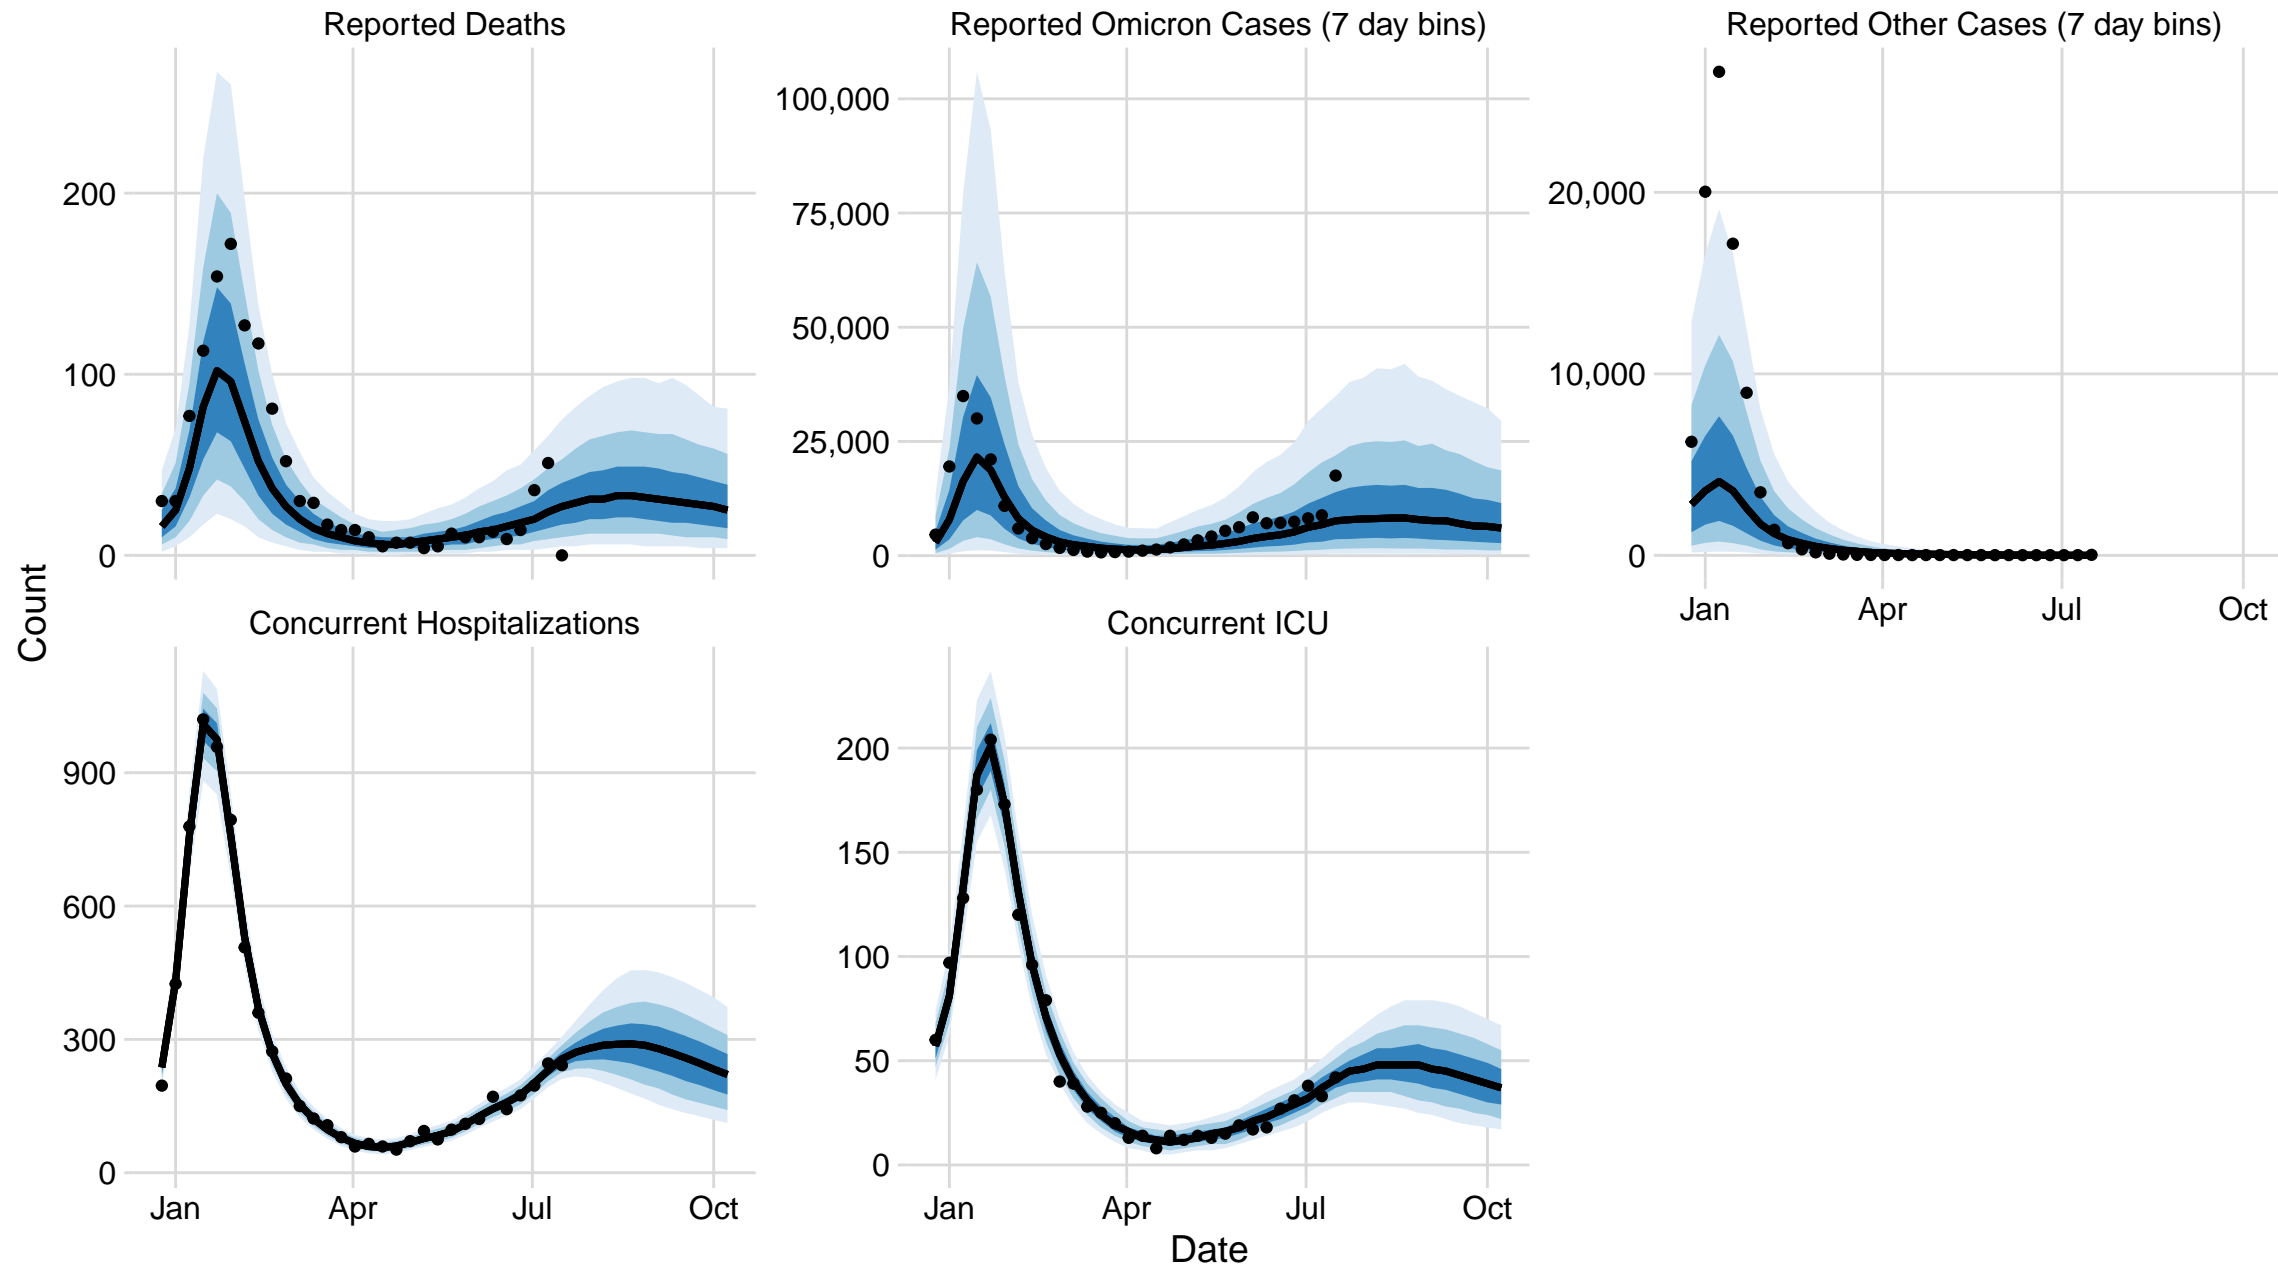 Reported Deaths
Reported Omicron Cases (7 day bins)
Reported Other Cases (7 day bins)
200
100
0
100,000
75,000
50,000
25,000
0
20,000
10,000
0
Jan Apr Jul Oct
Count
Concurrent Hospitalizations
Concurrent ICU
900
600
300
0
200
150
100
50
0
Jan Apr Jul Oct
Jan Apr Jul Oct
Date